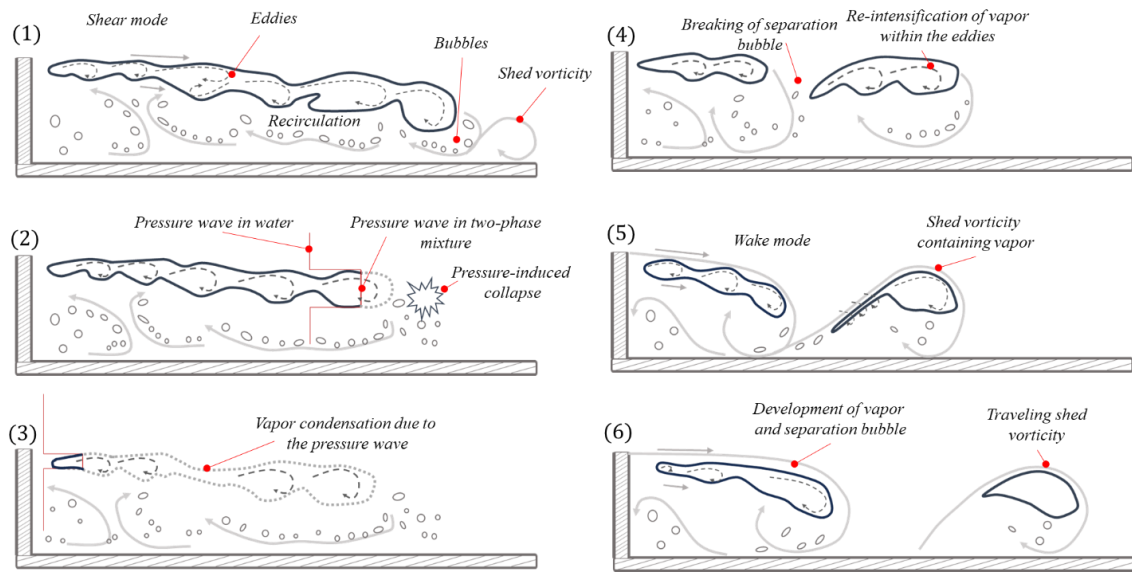 (1)
Shear mode
Eddies
Bubbles
Shed vorticity
Recirculation
(2)
Pressure wave in water
Pressure wave in two-phase
mixture
Pressure-induced
collapse
(3)
Vapor condensation due to
the pressure wave
(4)
Breaking of separation
bubble
Re-intensification of vapor
within the eddies
(5)
Wake mode
Shed vorticity
containing vapor
(6)
Development of vapor
and separation bubble
Traveling shed
vorticity